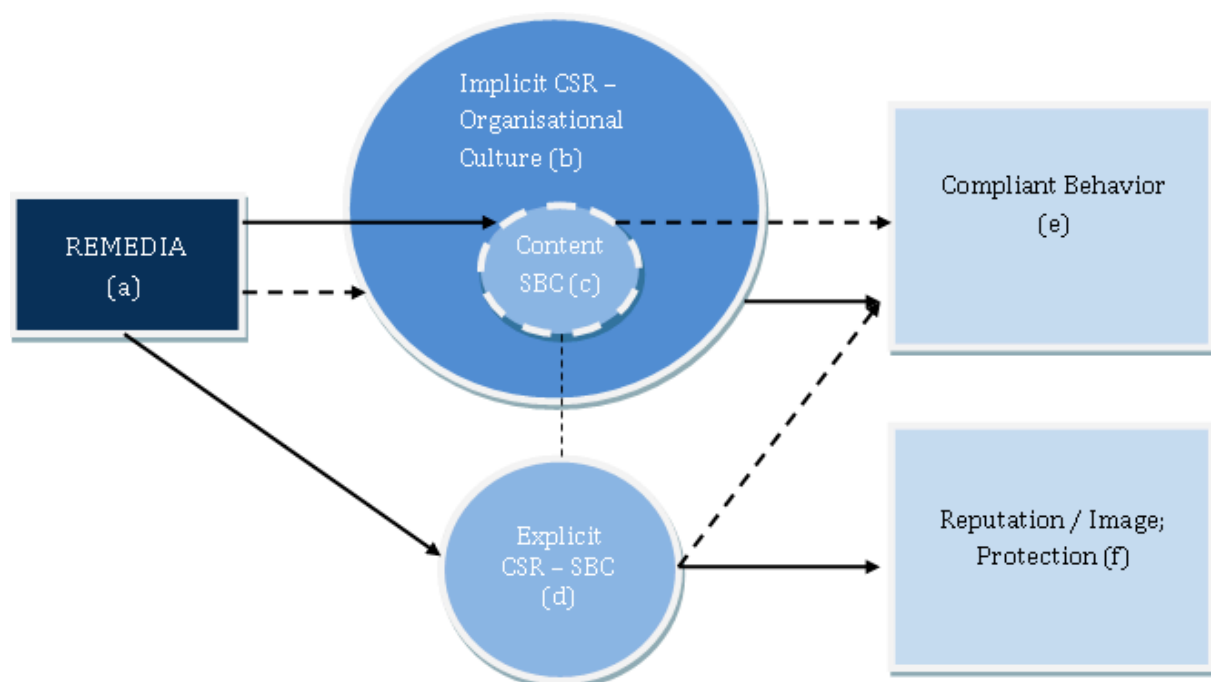 Implicit CSR –
Organisational
Culture (b)
Compliant Behavior
(e)
REMEDIA
(a)
Content
SBC (c)
Explicit
CSR – SBC
(d)
Reputation / Image;
Protection (f)